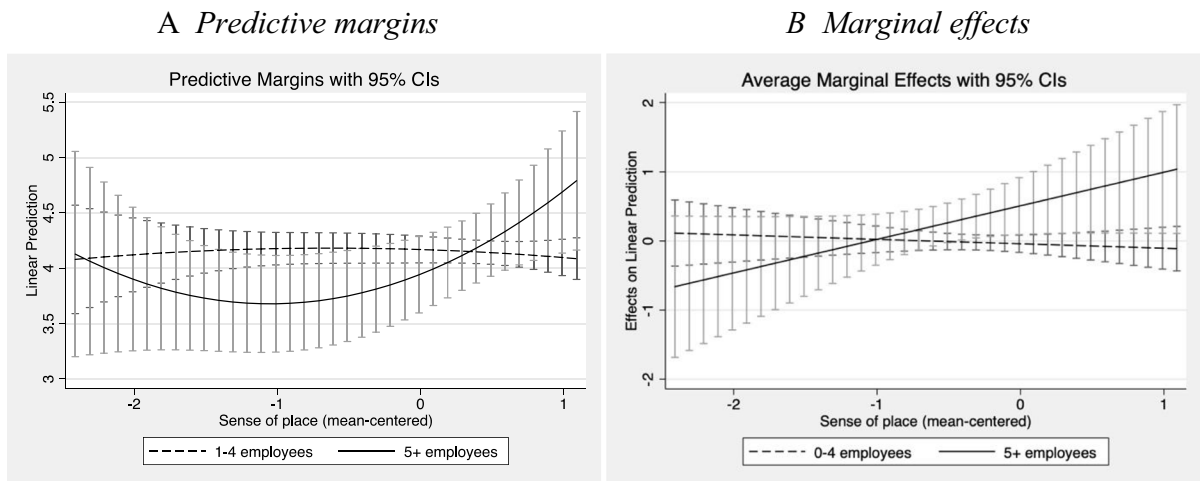 A Predictive margins
Predictive Margins with 95% CIs
5.5
5
4.5
4
3.5
3
Linear Prediction
-2
-1
0
1
Sense of place (mean-centered)
1-4 employees
5+ employees
B Marginal effects
Average Marginal Effects with 95% CIs
2
1
0
-1
-2
Effects on Linear Prediction
-2
-1
0
1
Sense of place (mean-centered)
0-4 employees
5+ employees